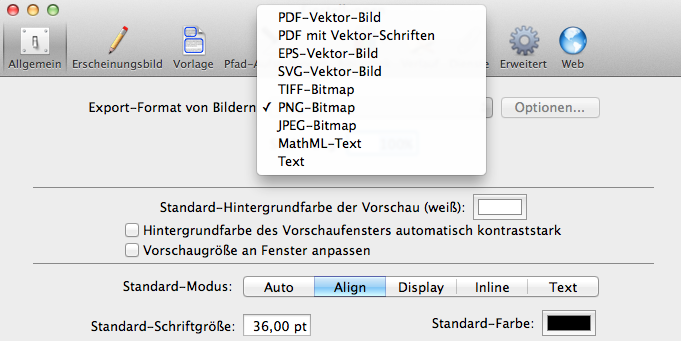 Allgemein
Erscheinungsbild
Vorlage
Erweitert
Web
Export-Format von Bildern
PDF-Vektor-Bild
PDF mit Vektor-Schriften
EPS-Vektor-Bild
SVG-Vektor-Bild
TIFF-Bitmap
✓ PNG-Bitmap
JPEG-Bitmap
MathML-Text
Text
Optionen...
Standard-Hintergrundfarbe der Vorschau (weiß):
Hintergrundfarbe des Vorschaufensters automatisch kontraststark
Vorschaugröße an Fenster anpassen
Standard-Modus: Auto Align Display Inline Text
Standard-Schriftgröße: 36,00 pt Standard-Farbe: